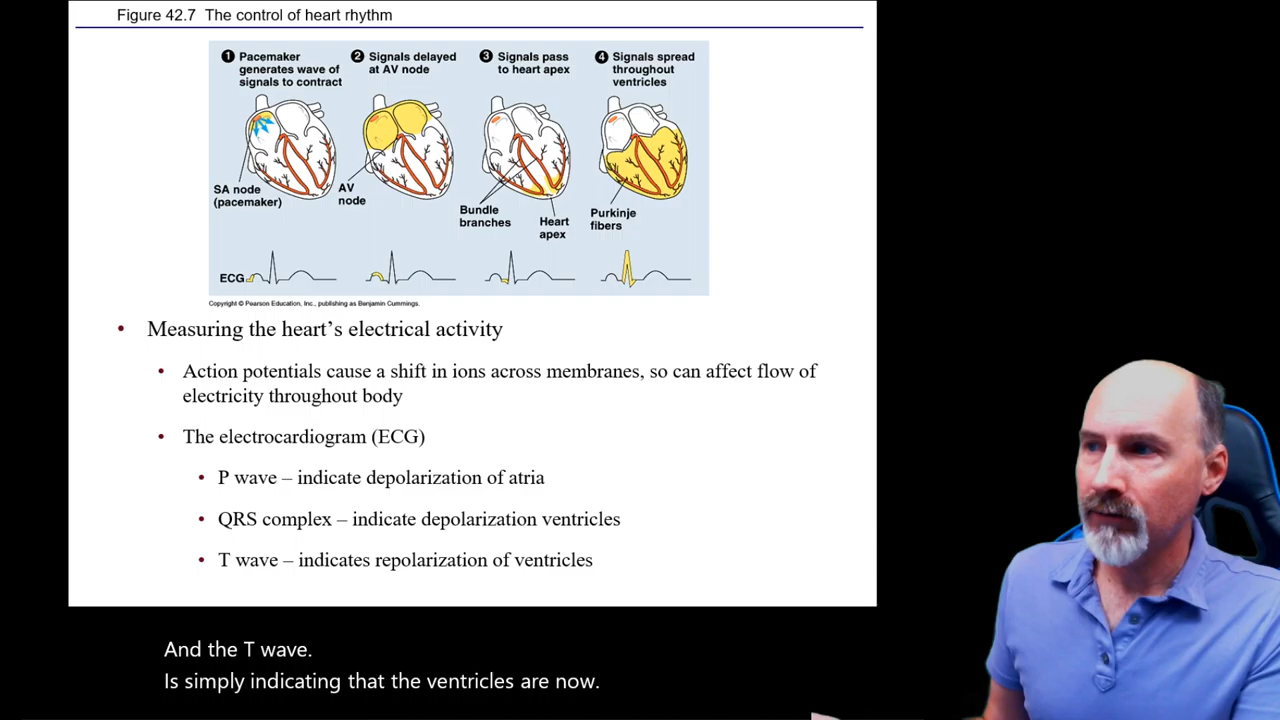 Figure 42.7 The control of heart rhythm
1 Pacemaker
generates wave of
signals to contract
2 Signals delayed
at AV node
3 Signals pass
to heart apex
4 Signals spread
throughout
ventricles
SA node
(pacemaker)
AV
node
Bundle
branches
Heart
apex
Purkinje
fibers
ECG
Copyright © Pearson Education, Inc., publishing as Benjamin Cummings.
• Measuring the heart’s electrical activity
• Action potentials cause a shift in ions across membranes, so can affect flow of
electricity throughout body
• The electrocardiogram (ECG)
• P wave – indicate depolarization of atria
• QRS complex – indicate depolarization ventricles
• T wave – indicates repolarization of ventricles
And the T wave.
Is simply indicating that the ventricles are now.